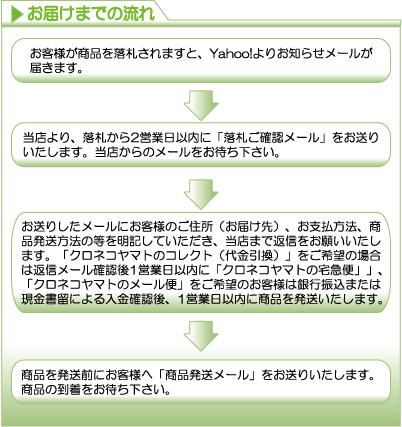 お届けまでの流れ
お客様が商品を落札されますと、Yahoo!よりお知らせメールが
届きます。
当店より、落札から2営業日以内に「落札ご確認メール」をお送り
いたします。当店からのメールをお待ち下さい。
お送りしたメールにお客様のご住所（お届け先）、お支払方法、商
品発送方法の等を明記していただき、当店まで返信をお願いいたし
ます。「クロネコヤマトのコレクト（代金引換）」をご希望の場合
は返信メール確認後1営業日以内に「クロネコヤマトの宅急便」」、
「クロネコヤマトのメール便」をご希望のお客様は銀行振込または
現金書留による入金確認後、1営業日以内に商品を発送いたします。
商品を発送前にお客様へ「商品発送メール」をお送りいたします。
商品の到着をお待ち下さい。